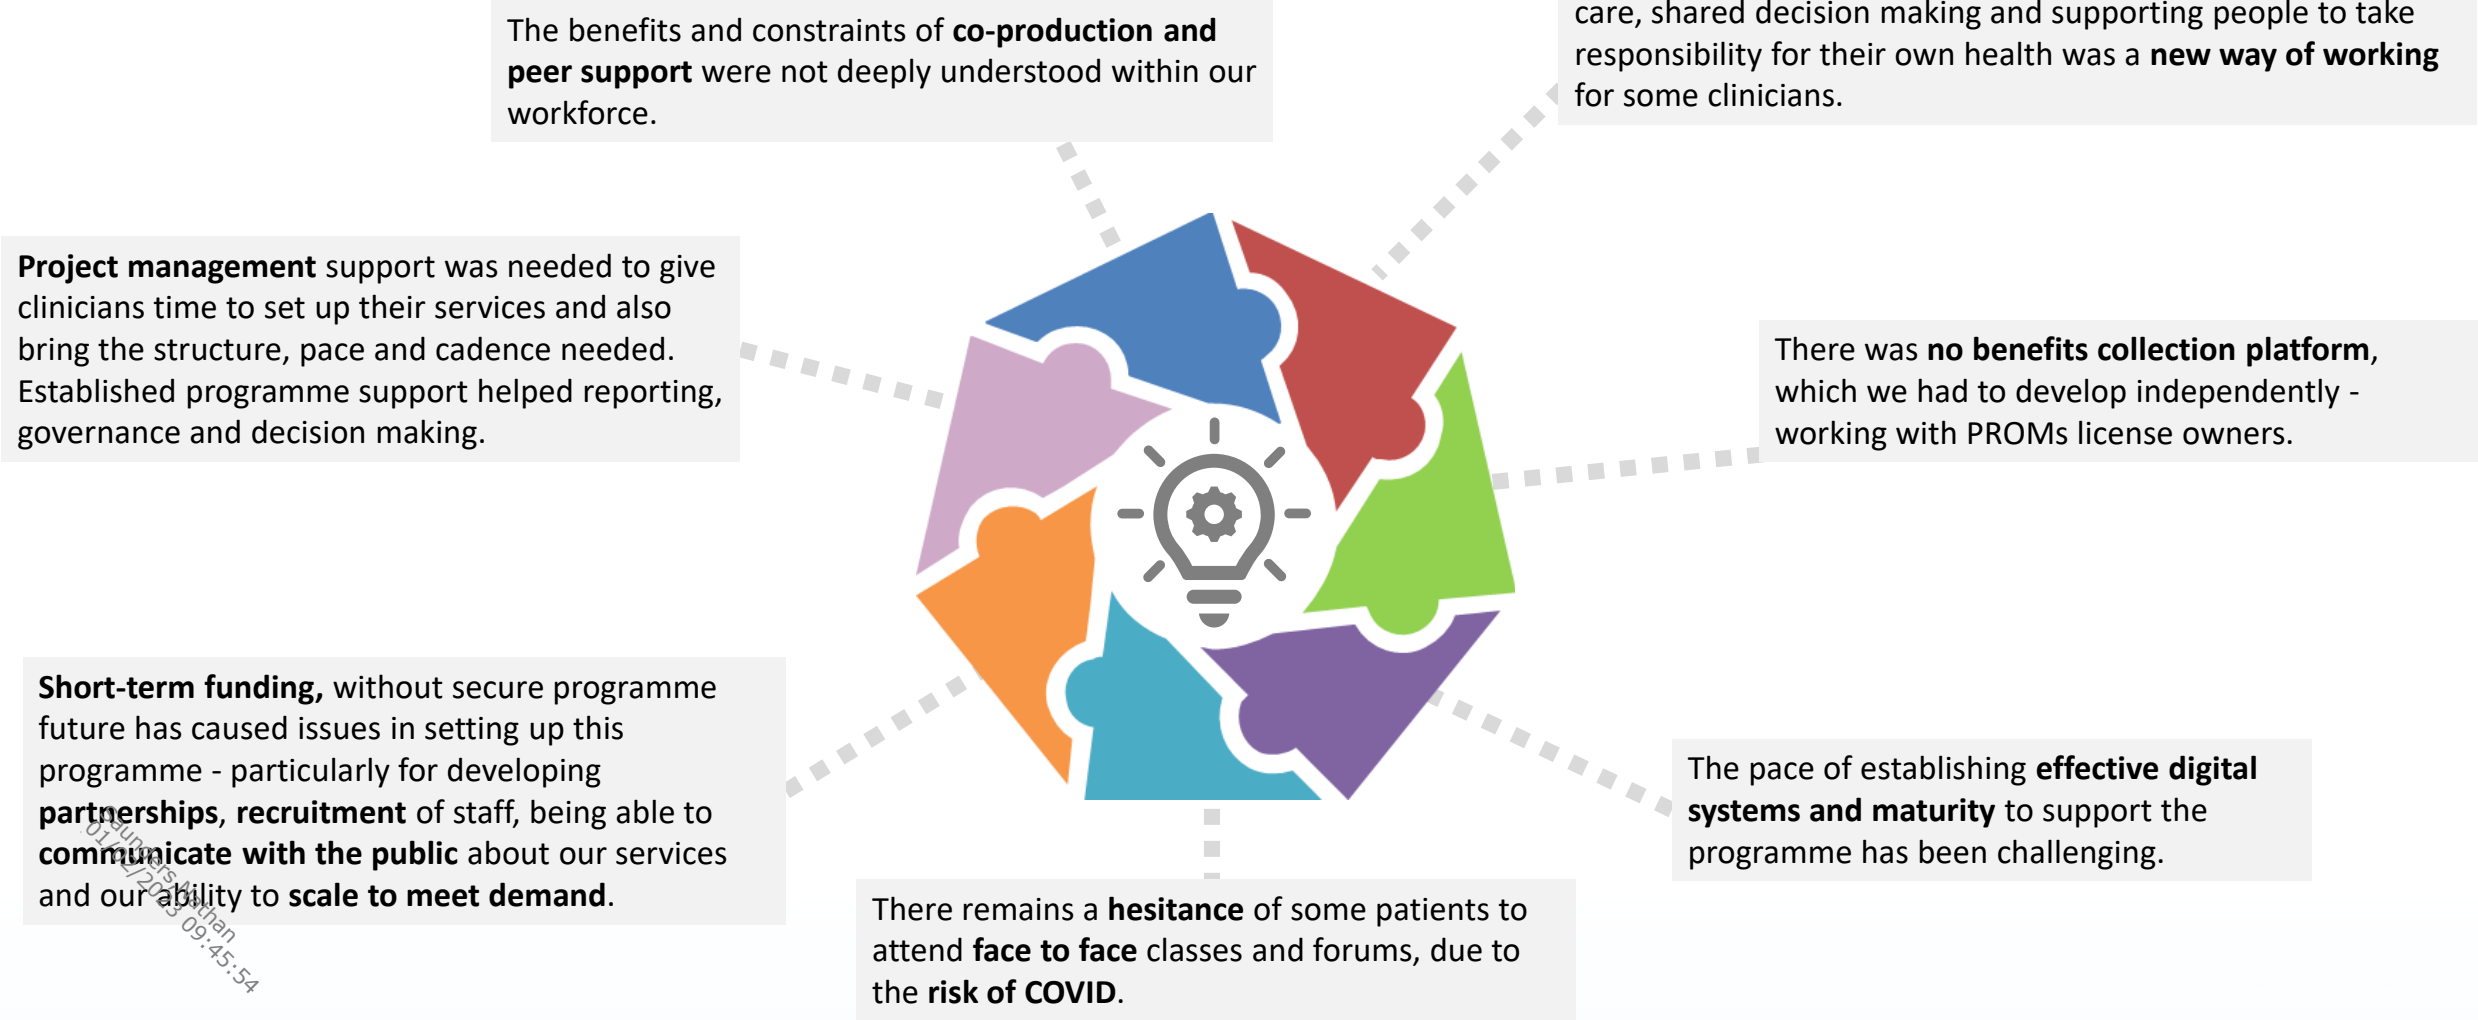 The benefits and constraints of co-production and
peer support were not deeply understood within our
workforce.
care, shared decision making and supporting people to take
responsibility for their own health was a new way of working
for some clinicians.
Project management support was needed to give
clinicians time to set up their services and also
bring the structure, pace and cadence needed.
Established programme support helped reporting,
governance and decision making.
There was no benefits collection platform,
which we had to develop independently -
working with PROMs license owners.
Short-term funding, without secure programme
future has caused issues in setting up this
programme - particularly for developing
partnerships, recruitment of staff, being able to
communicate with the public about our services
and our ability to scale to meet demand.
The pace of establishing effective digital
systems and maturity to support the
programme has been challenging.
There remains a hesitance of some patients to
attend face to face classes and forums, due to
the risk of COVID.
Saunders,Nathan
01/02/2023 09:45:54